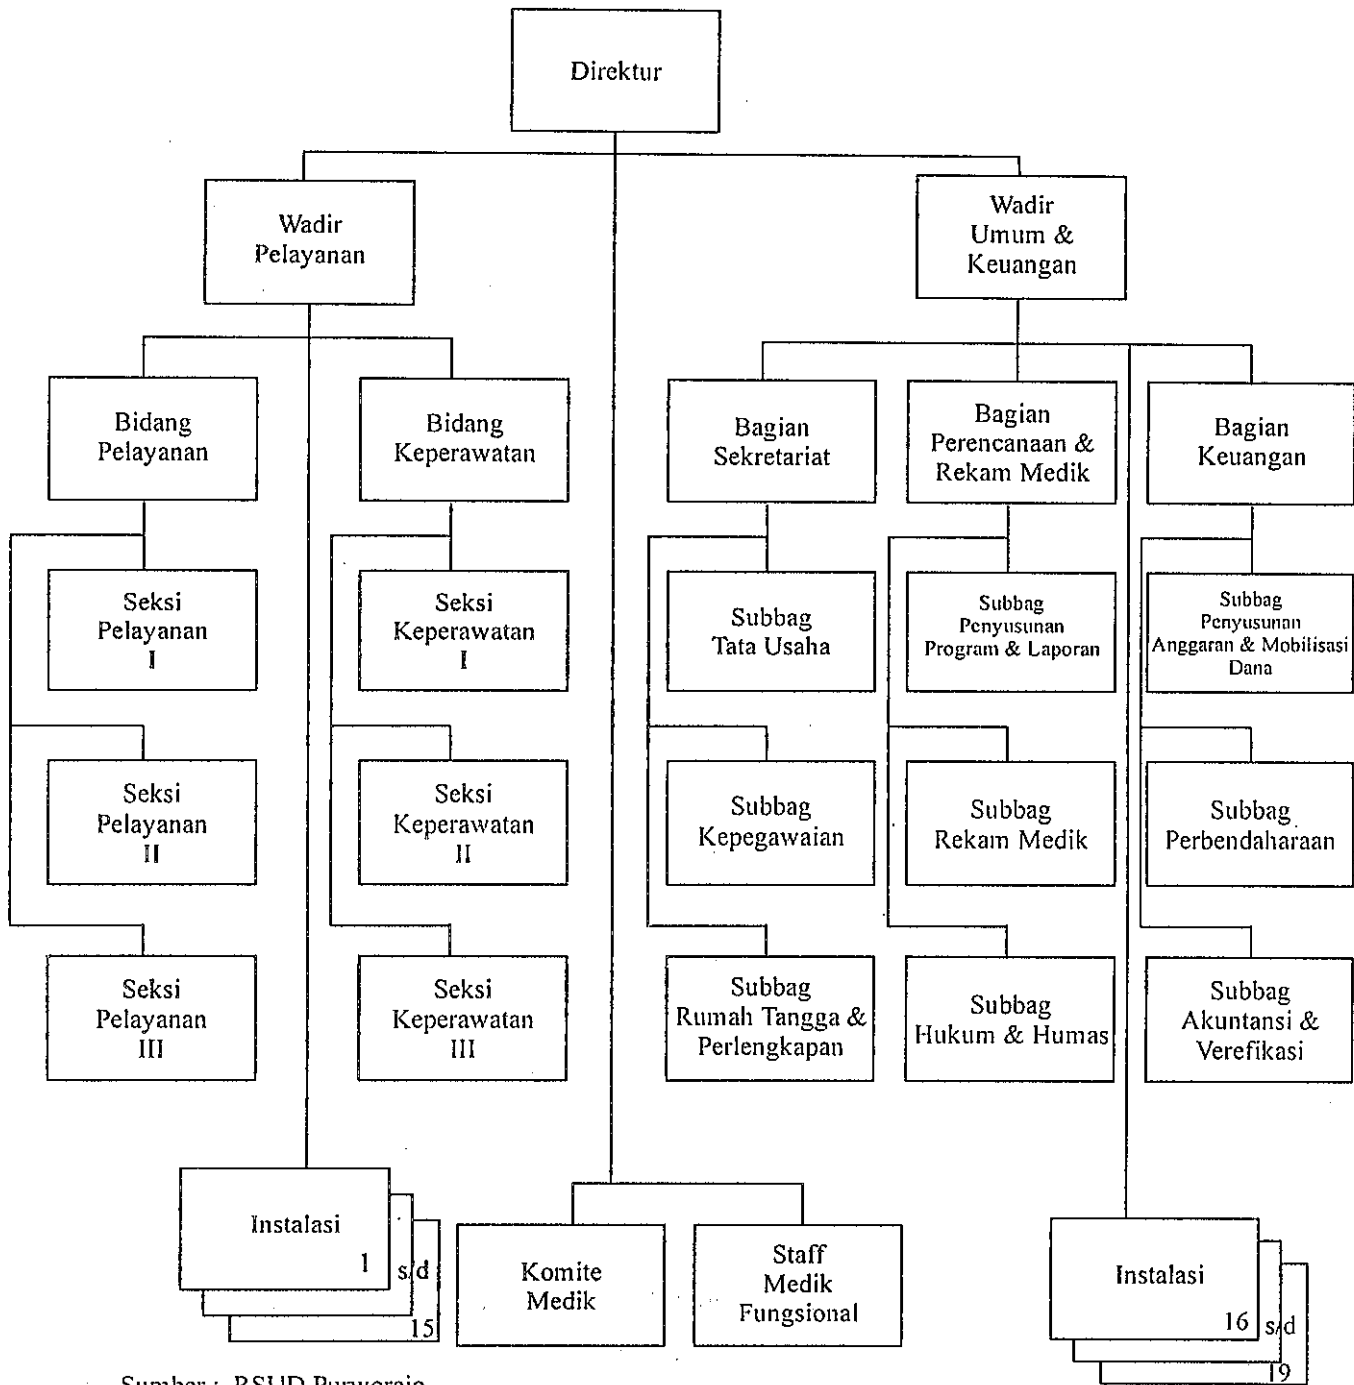 Direktur
Wadir
Pelayanan
Wadir
Umum &
Keuangan
Bidang
Pelayanan
Bidang
Keperawatan
Bagian
Sekretariat
Bagian
Perencanaan &
Rekam Medik
Bagian
Keuangan
Seksi
Pelayanan
I
Seksi
Keperawatan
I
Subbag
Tata Usaha
Subbag
Penyusunan
Program & Laporan
Subbag
Penyusunan
Anggaran & Mobilisasi
Dana
Seksi
Pelayanan
II
Seksi
Keperawatan
II
Subbag
Kepegawaian
Subbag
Rekam Medik
Subbag
Perbendaharaan
Seksi
Pelayanan
III
Seksi
Keperawatan
III
Subbag
Rumah Tangga &
Perlengkapan
Subbag
Hukum & Humas
Subbag
Akuntansi &
Verefikasi
Instalasi
1
s/d
15
Komite
Medik
Staff
Medik
Fungsional
Instalasi
16
s/d
19
Sumber : RSUD Purworejo